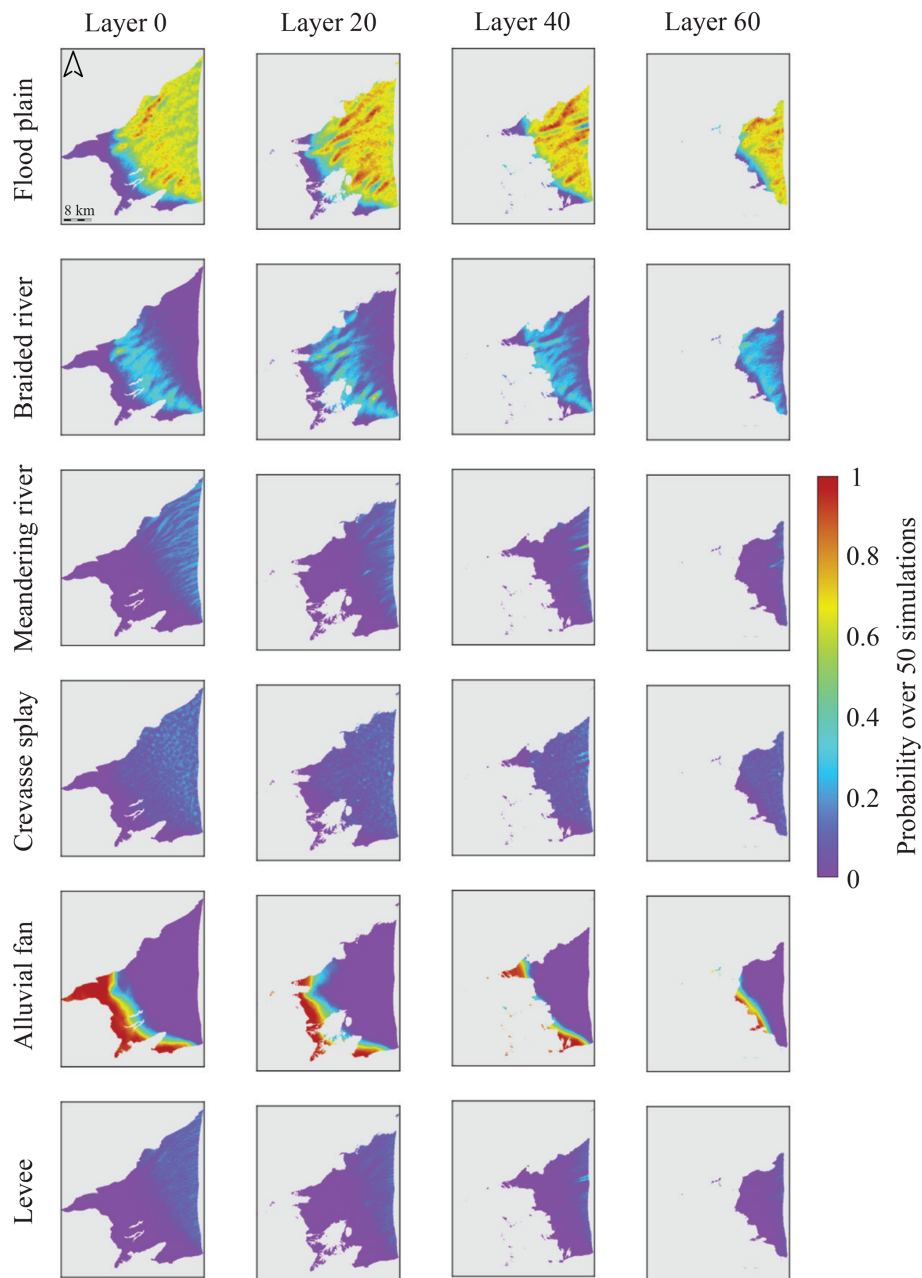 Layer 0
Layer 20
Layer 40
Layer 60
Flood plain
8 km
Braided river
Meandering river
Crevasse splay
Alluvial fan
Levee
1
0.8
0.6
0.4
0.2
0
Probability over 50 simulations